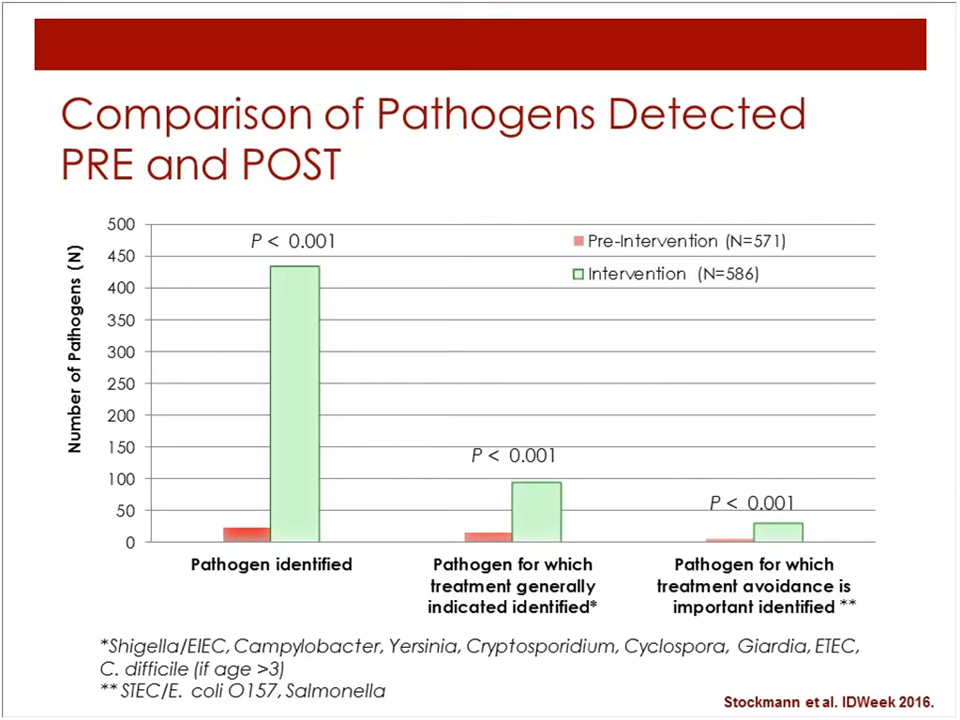 Comparison of Pathogens Detected
PRE and POST
500
450
400
350
300
250
200
150
100
50
0
Number of Pathogens (N)
P < 0.001
Pre-Intervention (N=571)
Intervention (N=586)
P < 0.001
P < 0.001
Pathogen identified
Pathogen for which
treatment generally
indicated identified*
Pathogen for which
treatment avoidance is
important identified **
*Shigella/EIEC, Campylobacter, Yersinia, Cryptosporidium, Cyclospora, Giardia, ETEC,
C. difficile (if age >3)
** STEC/E. coli O157, Salmonella
Stockmann et al. IDWeek 2016.